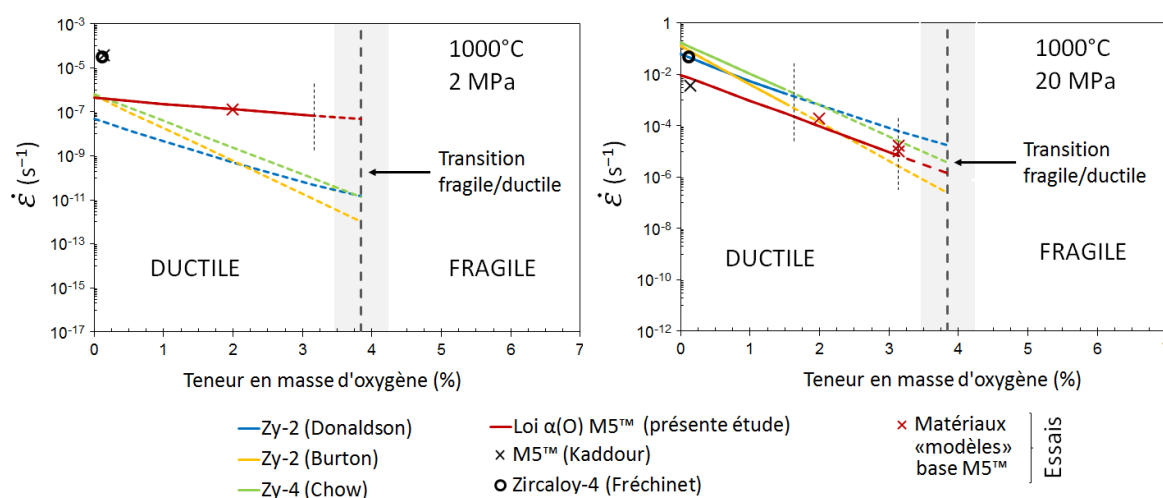 10⁻³
10⁻⁵
10⁻⁷
10⁻⁹
10⁻¹¹
10⁻¹³
10⁻¹⁵
10⁻¹⁷
ε̇ (s⁻¹)
1000°C
2 MPa
Transition
fragile/ductile
DUCTILE
FRAGILE
0 1 2 3 4 5 6 7
Teneur en masse d'oxygène (%)
1
10⁻²
10⁻⁴
10⁻⁶
10⁻⁸
10⁻¹⁰
10⁻¹²
ε̇ (s⁻¹)
1000°C
20 MPa
Transition
fragile/ductile
DUCTILE
FRAGILE
0 1 2 3 4 5 6 7
Teneur en masse d'oxygène (%)
Zy-2 (Donaldson)
Zy-2 (Burton)
Zy-4 (Chow)
Loi α(O) M5™ (présente étude)
M5™ (Kaddour)
Zircaloy-4 (Fréchinet)
Matériaux
«modèles»
base M5™
Essais